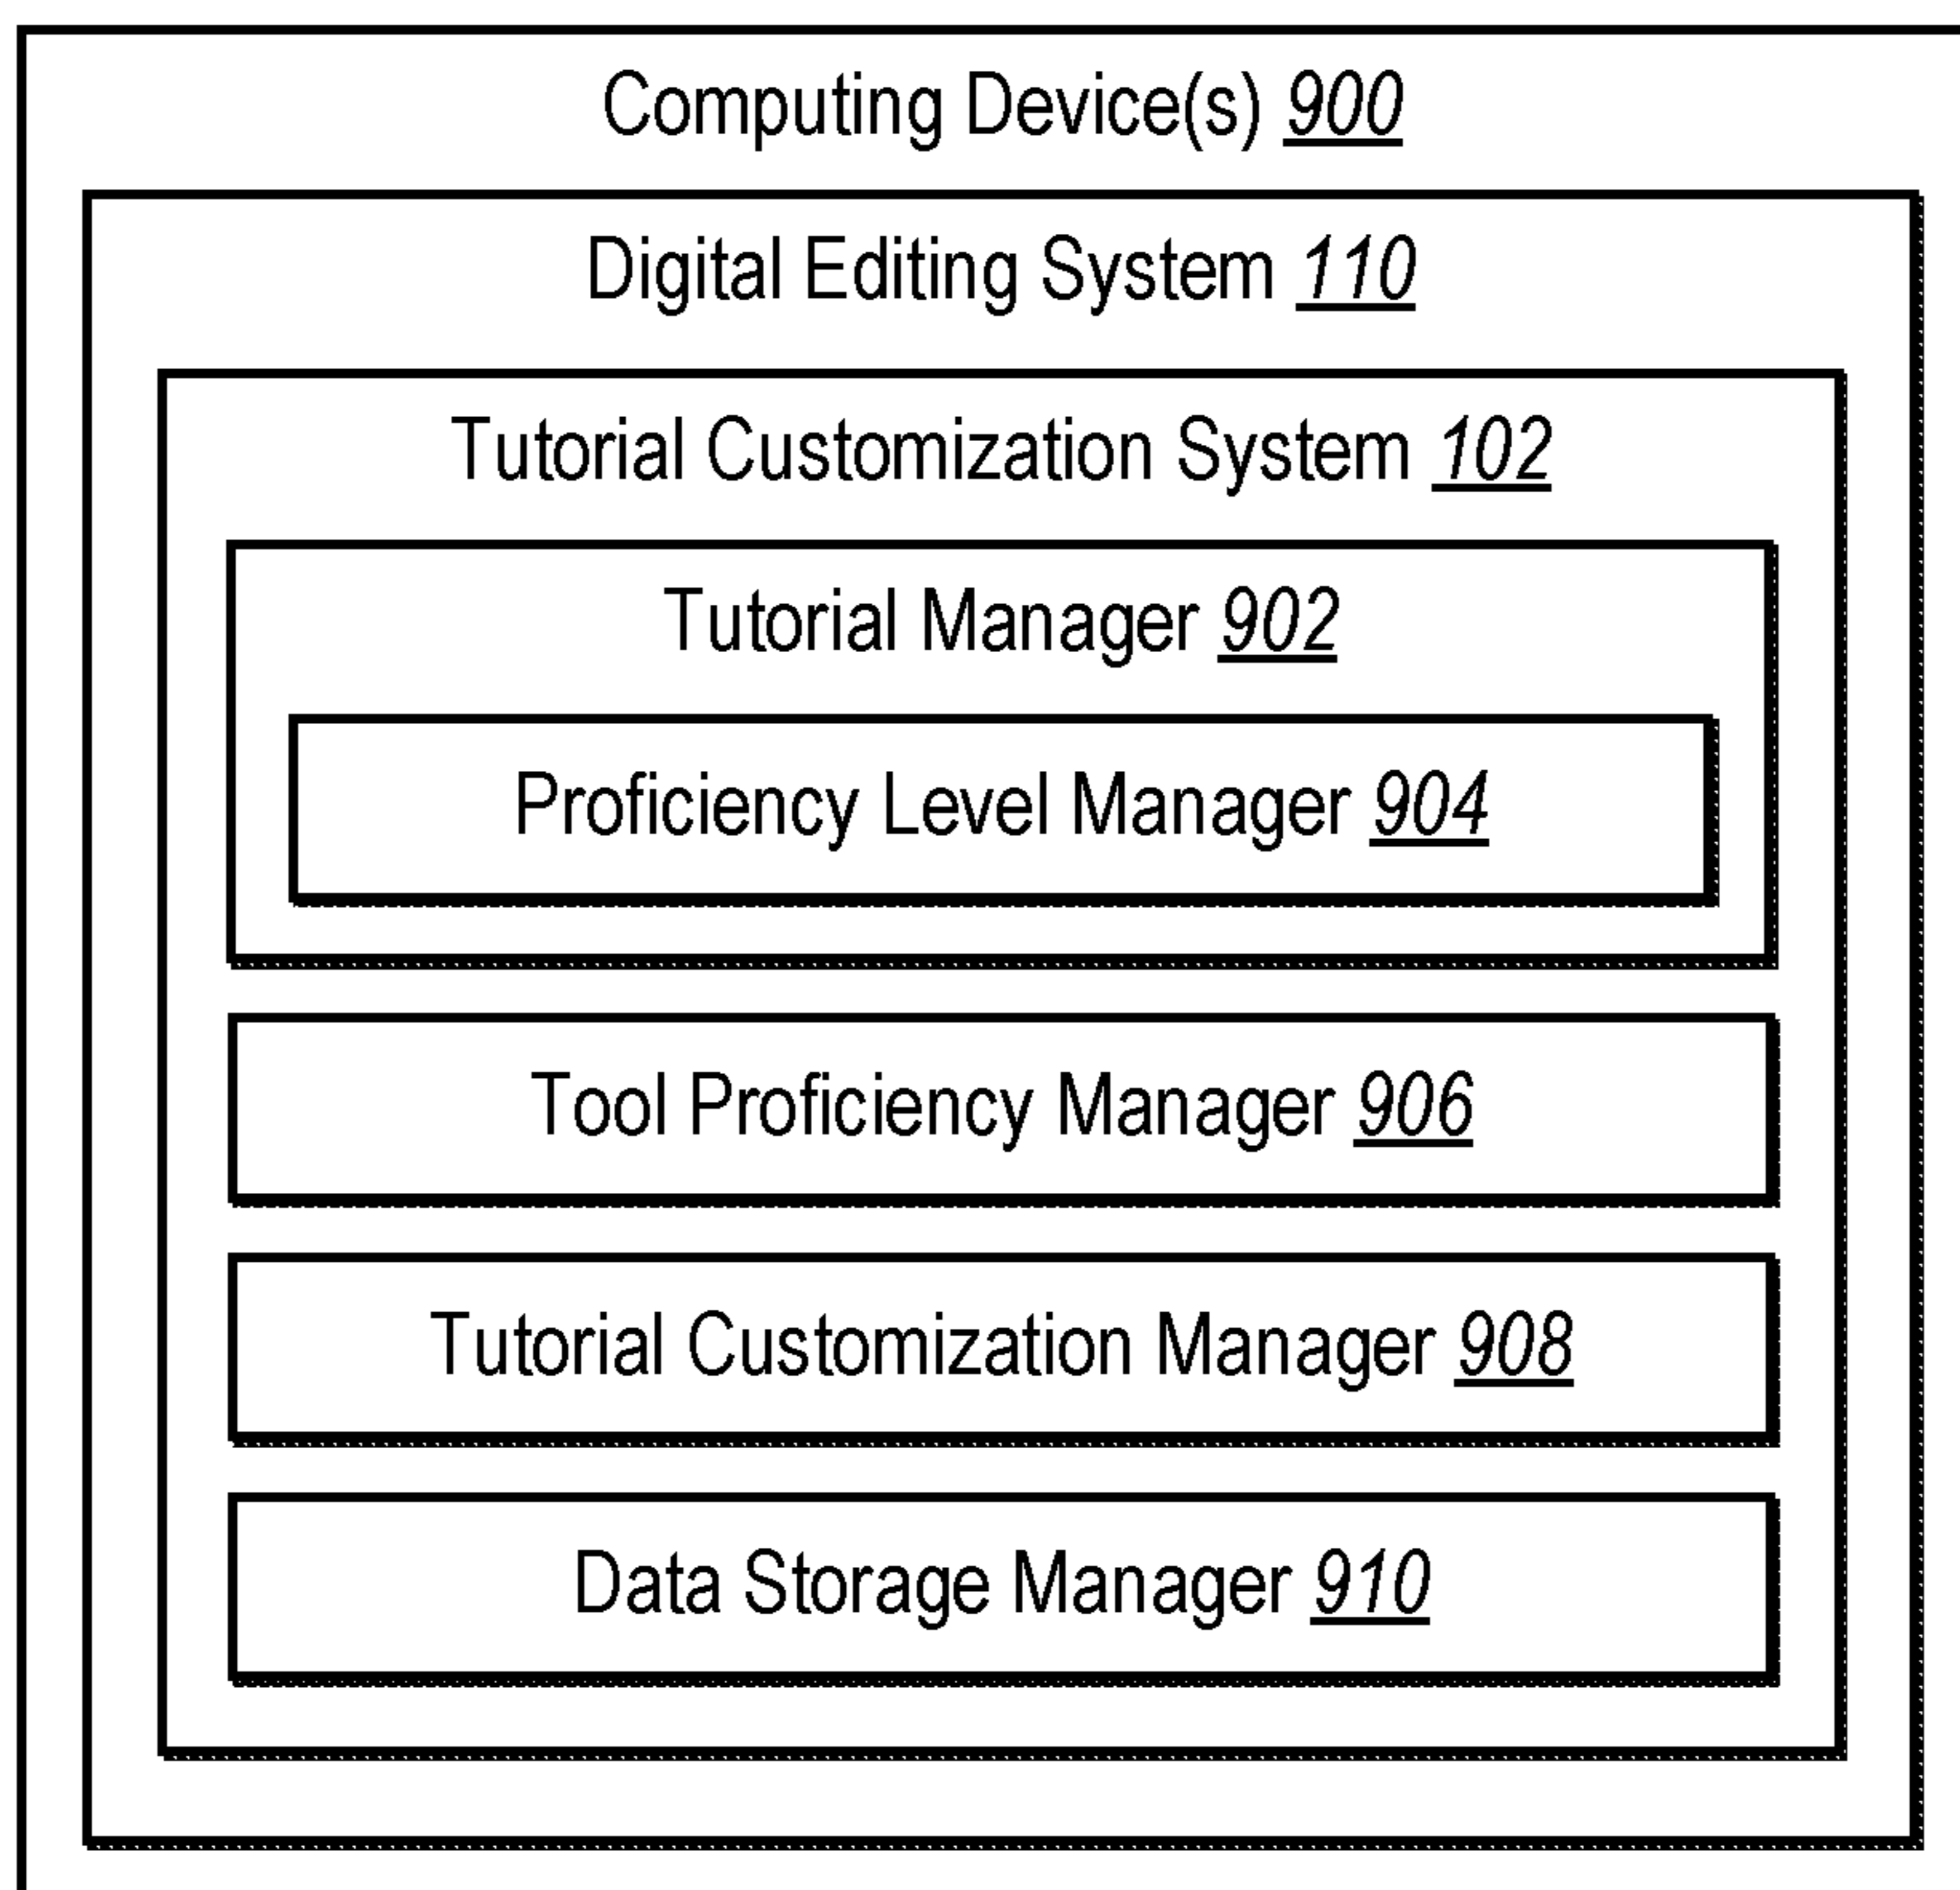 Computing Device(s) 900
Digital Editing System 110
Tutorial Customization System 102
Tutorial Manager 902
Proficiency Level Manager 904
Tool Proficiency Manager 906
Tutorial Customization Manager 908
Data Storage Manager 910